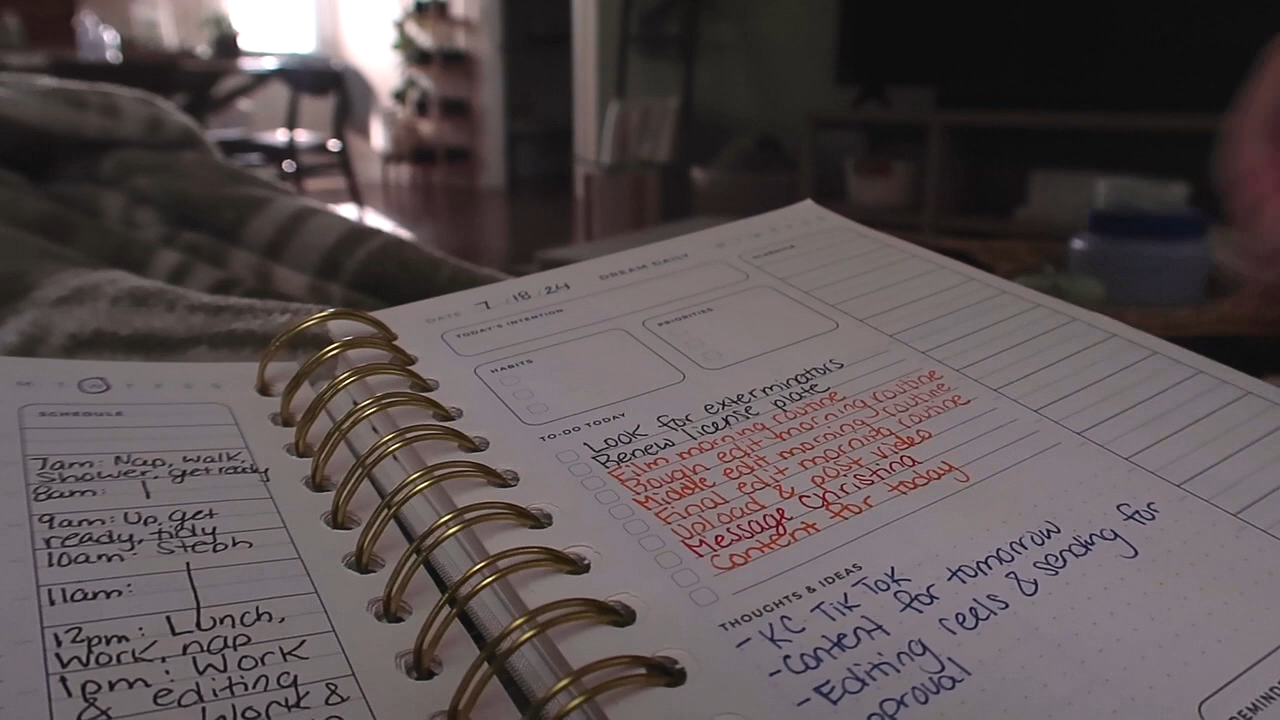 M T W T F S S
SCHEDULE
7am: Nap, walk,
Shower, get ready
8am:
9am: Up, get
ready, tidy
10am: Steph
11am:
12pm: Lunch,
Work, nap
1pm: Work
& editing
Work &
DREAM DAILY
DATE 7/18/24
TODAY'S INTENTION
HABITS
PRIORITIES
SCHEDULE
TO-DO TODAY
Look for exterminators
Renew license plate
Film morning routine
Rough edit morning routine
Middle edit morning routine
Final edit morning routine
Upload & post video
Message Christina
Content for today
THOUGHTS & IDEAS
- KC TikTok
- Content for tomorrow
- Editing reels & sending for
approval